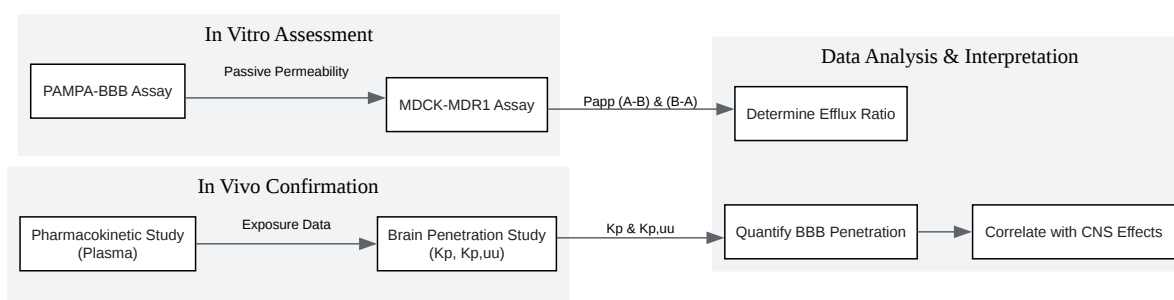 In Vitro Assessment
PAMPA-BBB Assay
Passive Permeability
MDCK-MDR1 Assay
Papp (A-B) & (B-A)
Data Analysis & Interpretation
Determine Efflux Ratio
In Vivo Confirmation
Pharmacokinetic Study
(Plasma)
Exposure Data
Brain Penetration Study
(Kp, Kp,uu)
Kp & Kp,uu
Quantify BBB Penetration
Correlate with CNS Effects